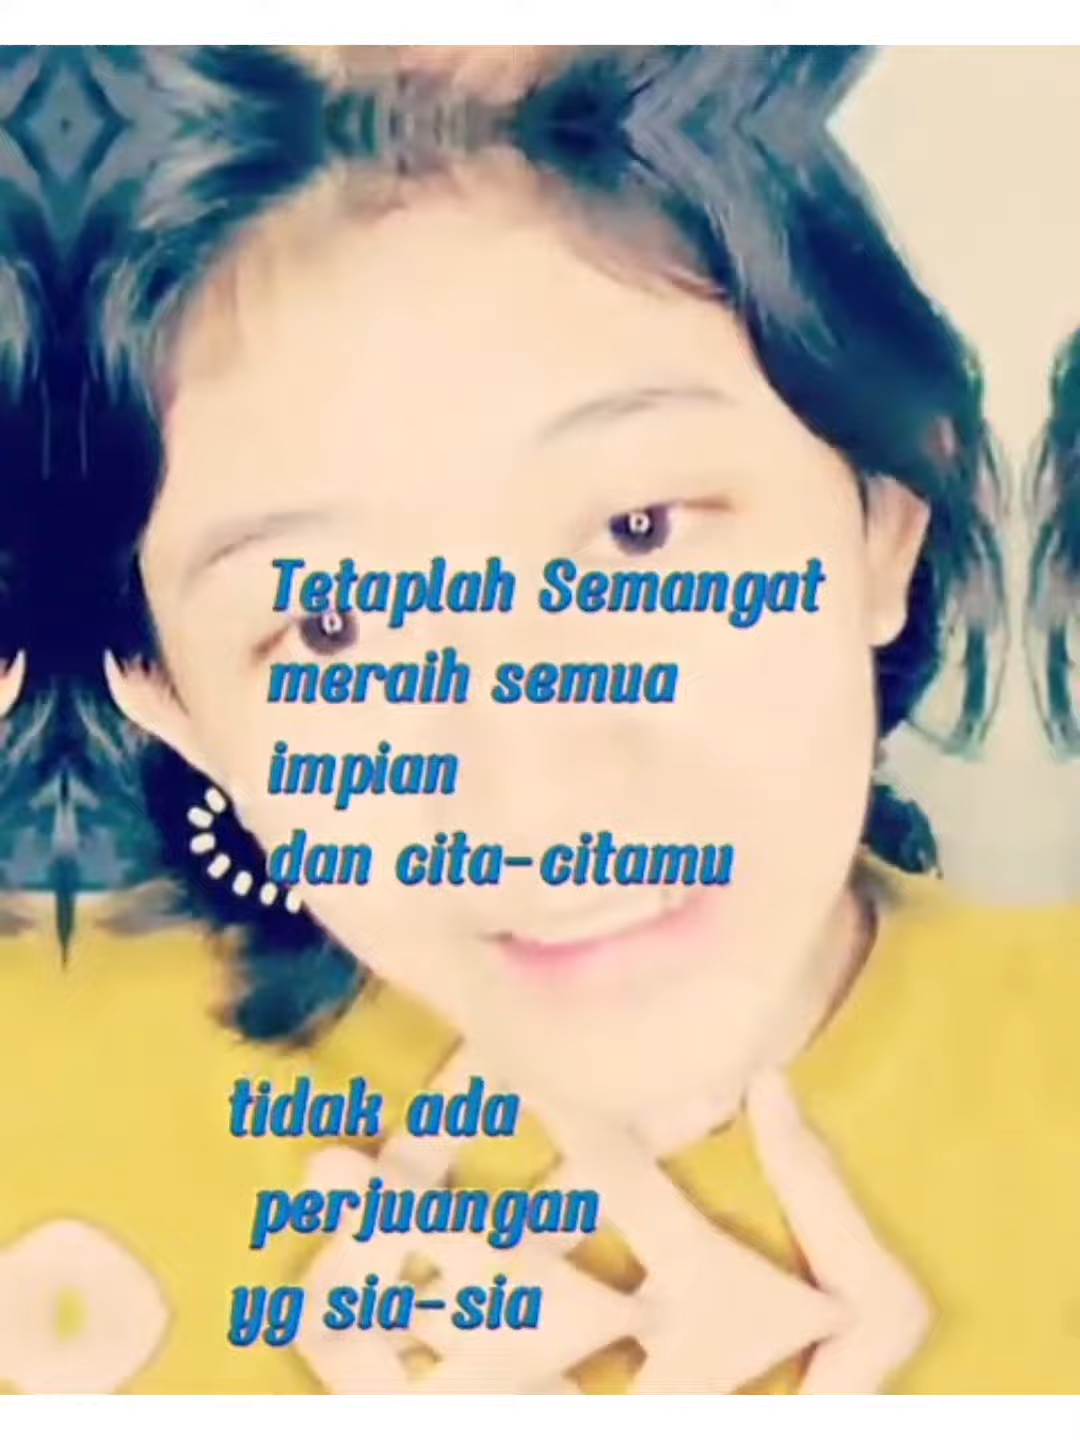 Tetaplah Semangat
meraih semua
impian
dan cita-citamu
tidak ada
perjuangan
yg sia-sia